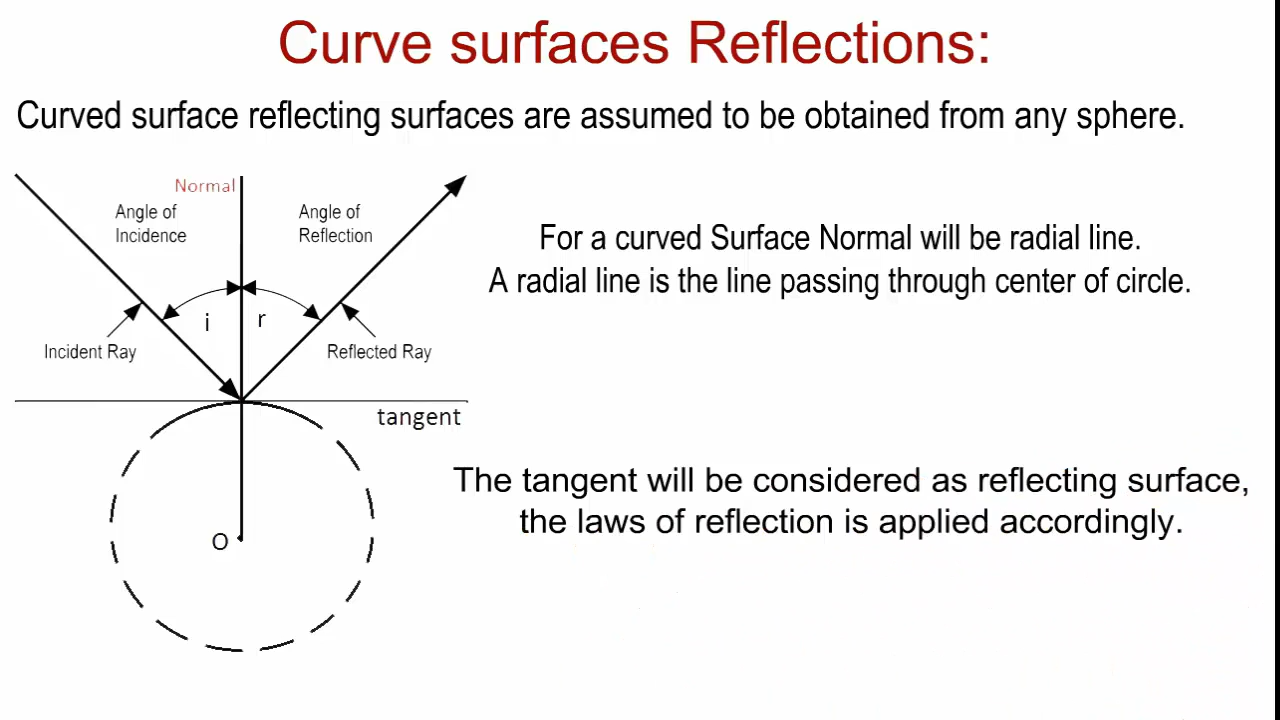 Curve surfaces Reflections:
Curved surface reflecting surfaces are assumed to be obtained from any sphere.
Normal
Angle of
Incidence
Angle of
Reflection
i
r
Incident Ray
Reflected Ray
tangent
O
For a curved Surface Normal will be radial line.
A radial line is the line passing through center of circle.
The tangent will be considered as reflecting surface,
the laws of reflection is applied accordingly.